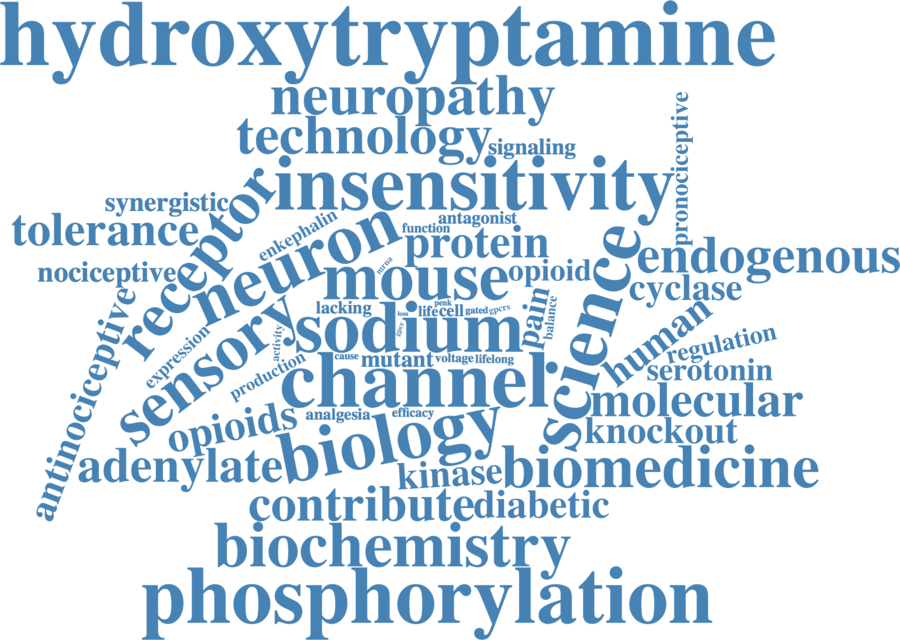 hydroxytryptamine
neuropathy
pronociceptive
technology
signaling
insensitivity
receptor
synergistic
enkephalin
neuron
antagonist
tolerance
function
protein
science
endogenous
nociceptive
mrna
mouse
opioid
cyclase
antinociceptive
sensory
lacking
loss
life
penk
cell
gated
gpcrs
pain
balance
human
sodium
gpcr
expression
activity
regulation
production
cause
mutant
voltage
lifelong
serotonin
channel
molecular
opioids
analgesia
efficacy
biology
knockout
adenylate
kinase
biomedicine
contribute
diabetic
biochemistry
phosphorylation